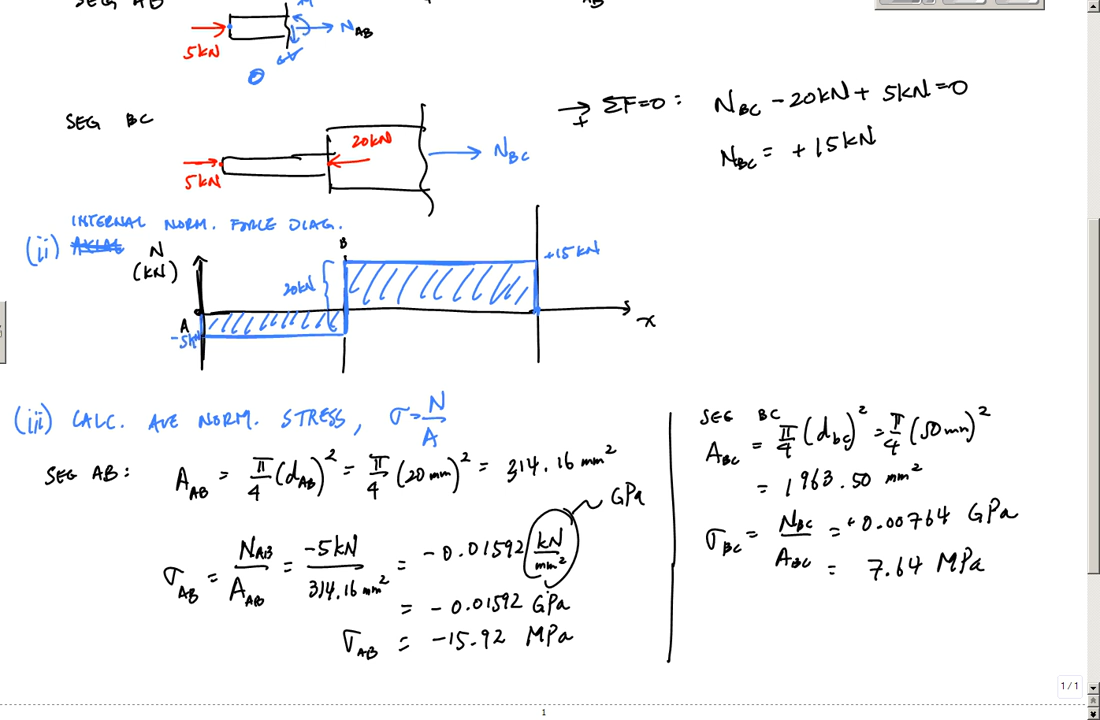 SEG AB
5kN
N_AB
SEG BC
20kN
5kN
N_BC
→+ ΣF=0: N_BC - 20kN + 5kN = 0
N_BC = +15kN
(ii) INTERNAL NORM. FORCE DIAG.
N
(kN)
B
+15kN
20kN
A
-5kN
x
(iii) CALC. AVE NORM. STRESS, σ = N/A
SEG AB: A_AB = π/4 (d_AB)² = π/4 (20 mm)² = 314.16 mm²
GPa
σ_AB = N_AB/A_AB = -5kN/314.16 mm² = -0.01592 kN/mm²
= -0.01592 GPa
σ_AB = -15.92 MPa
SEG BC
A_BC = π/4 (d_bc)² = π/4 (50 mm)²
= 1963.50 mm²
σ_BC = N_BC/A_BC = +0.00764 GPa
= 7.64 MPa
1/1
1